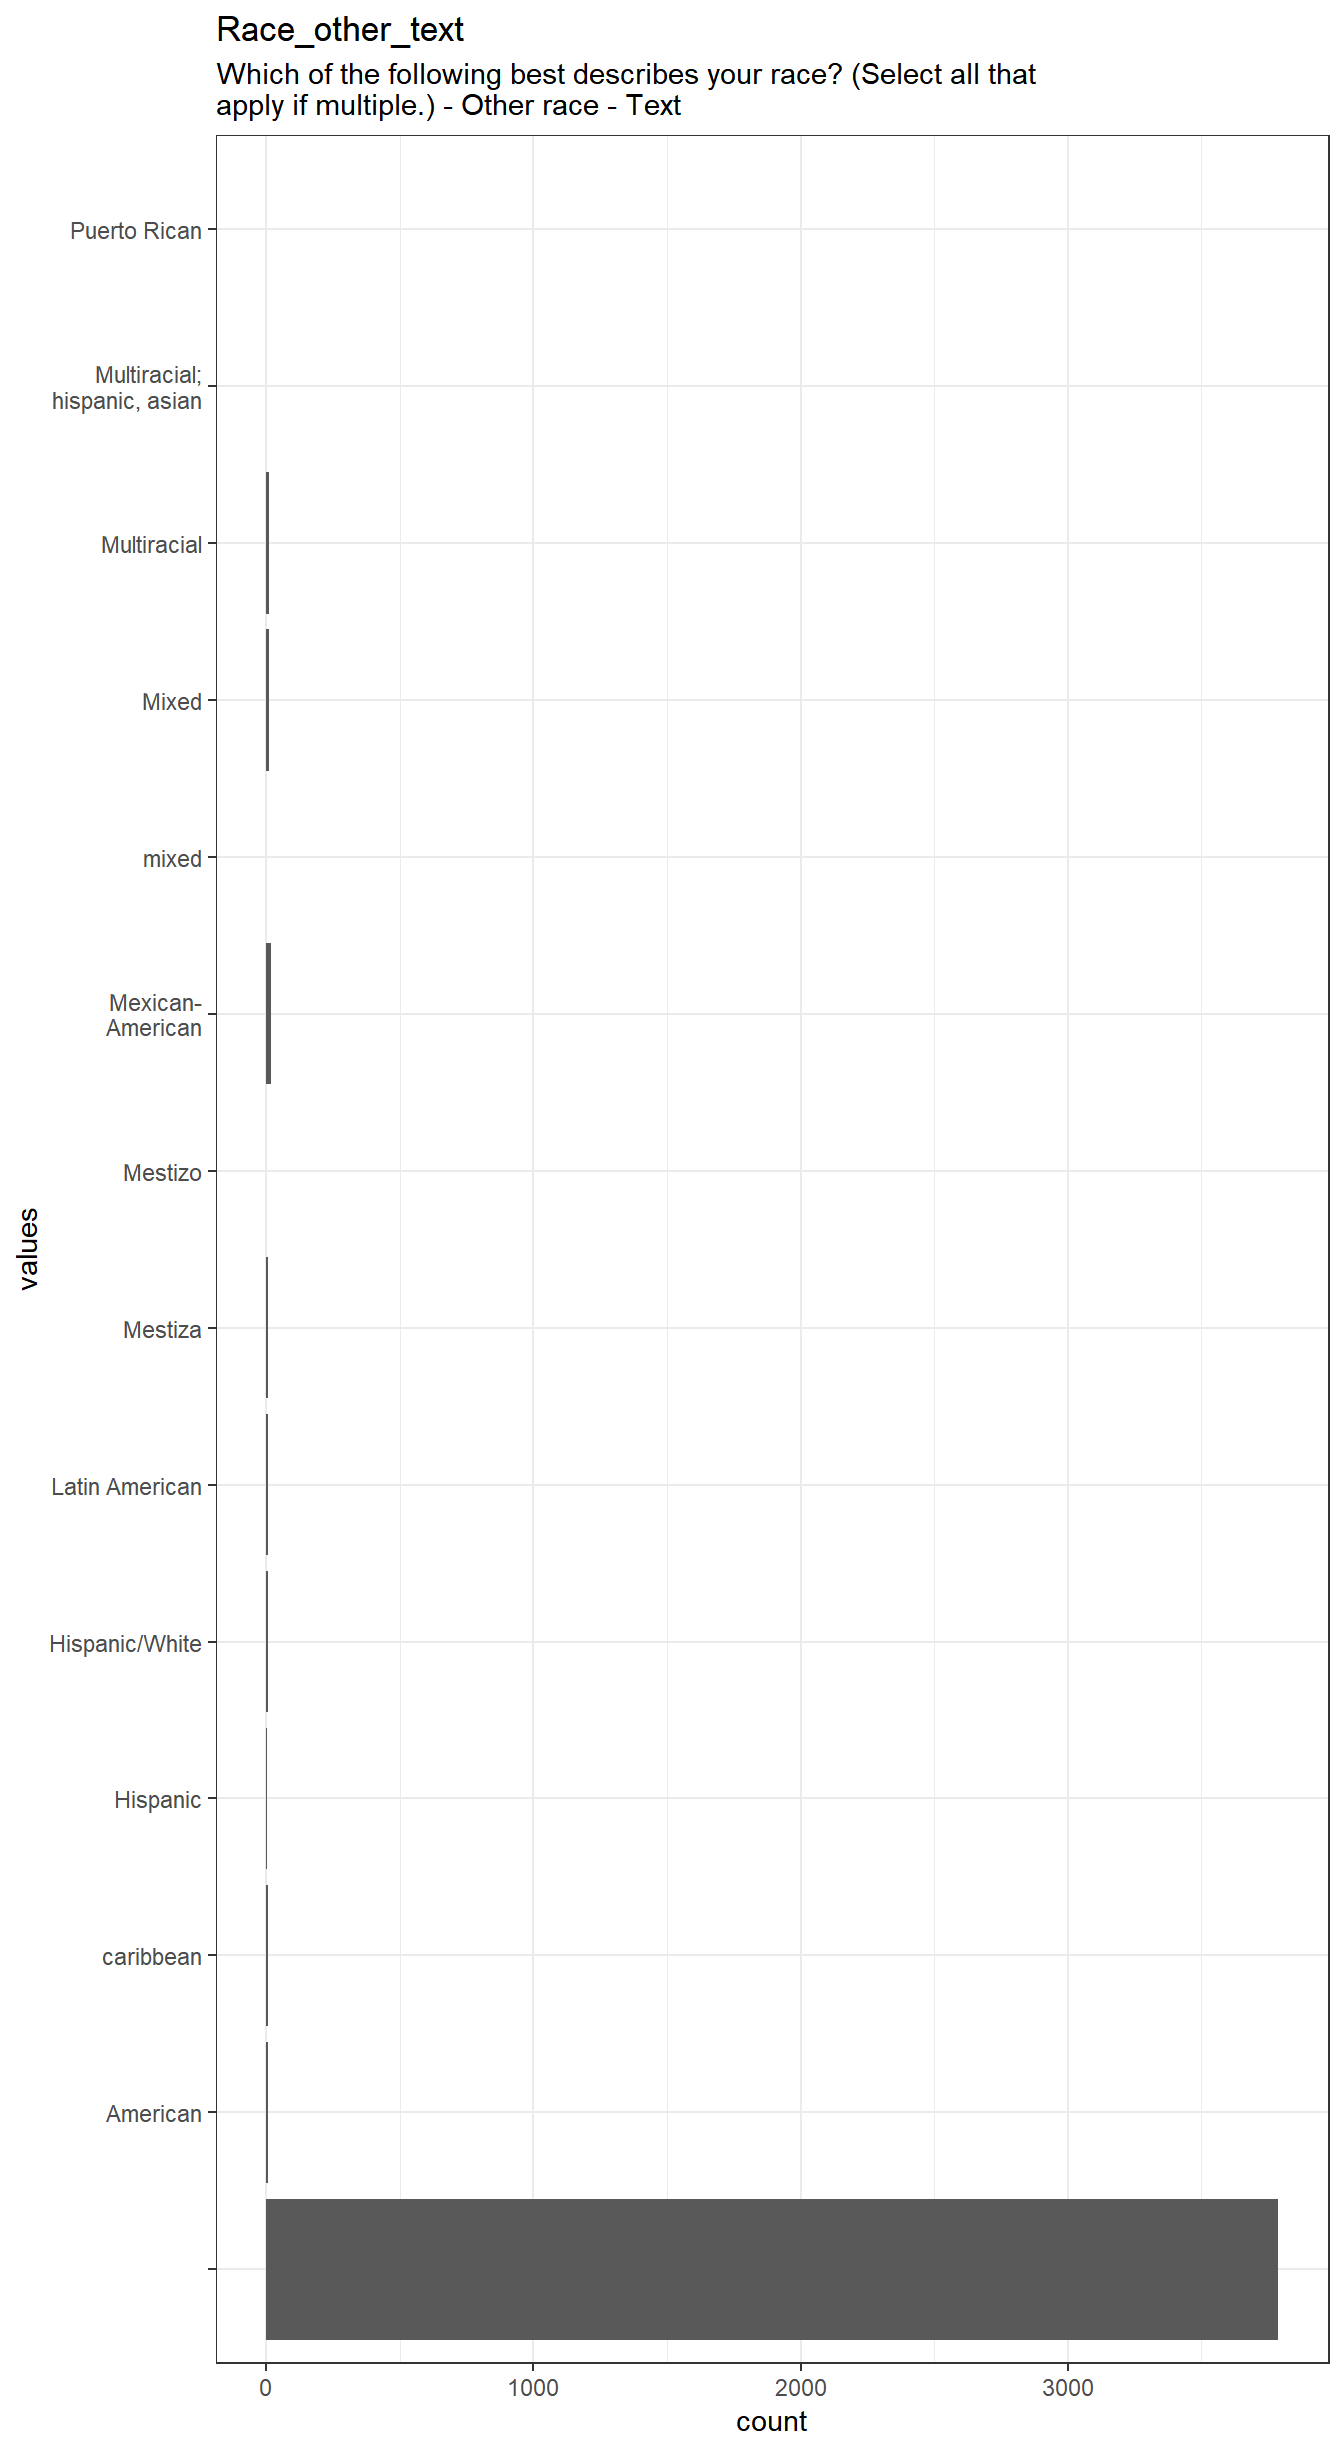 Race_other_text
Which of the following best describes your race? (Select all that
apply if multiple.) - Other race - Text
Puerto Rican
Multiracial;
hispanic, asian
Multiracial
Mixed
mixed
Mexican-
American
Mestizo
Mestiza
Latin American
Hispanic/White
Hispanic
caribbean
American
values
0 1000 2000 3000
count